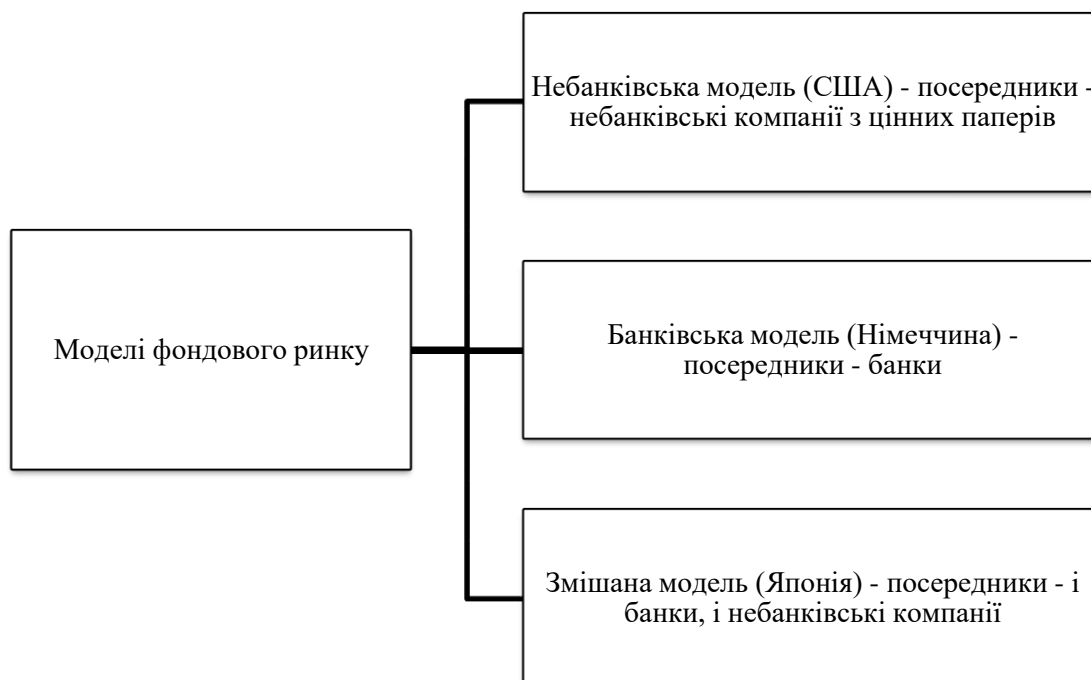 Небанківська модель (США) - посередники -
небанківські компанії з цінних паперів
Моделі фондового ринку
Банківська модель (Німеччина) -
посередники - банки
Змішана модель (Японія) - посередники - і
банки, і небанківські компанії